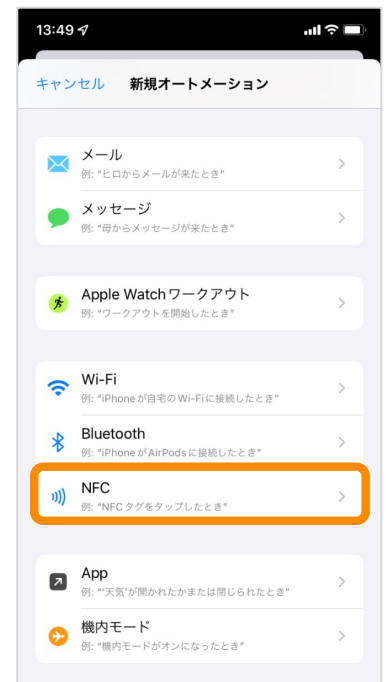 13:49
キャンセル 新規オートメーション
メール
例: “ヒロからメールが来たとき”
メッセージ
例: “母からメッセージが来たとき”
Apple Watchワークアウト
例: “ワークアウトを開始したとき”
Wi-Fi
例: “iPhoneが自宅のWi-Fiに接続したとき”
Bluetooth
例: “iPhoneがAirPodsに接続したとき”
NFC
例: “NFCタグをタップしたとき”
App
例: “‘天気’が開かれたかまたは閉じられたとき”
機内モード
例: “機内モードがオンになったとき”